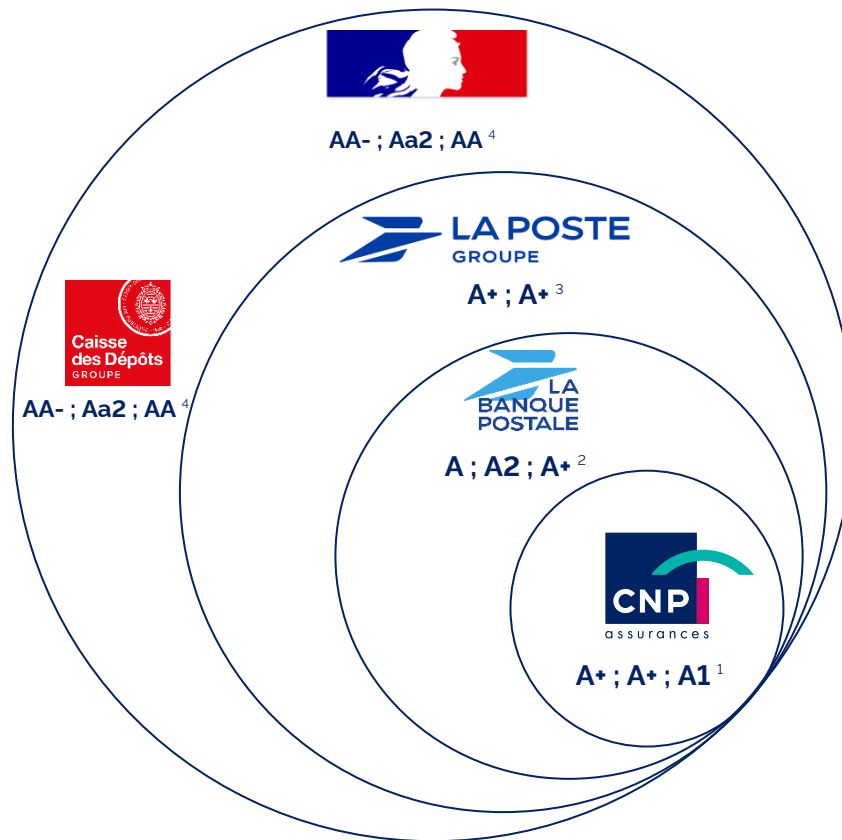 AA- ; Aa2 ; AA 4
LA POSTE
GROUPE
A+ ; A+ 3
Caisse
des Dépôts
GROUPE
AA- ; Aa2 ; AA 4
LA
BANQUE
POSTALE
A ; A2 ; A+ 2
CNP
assurances
A+ ; A+ ; A1 1